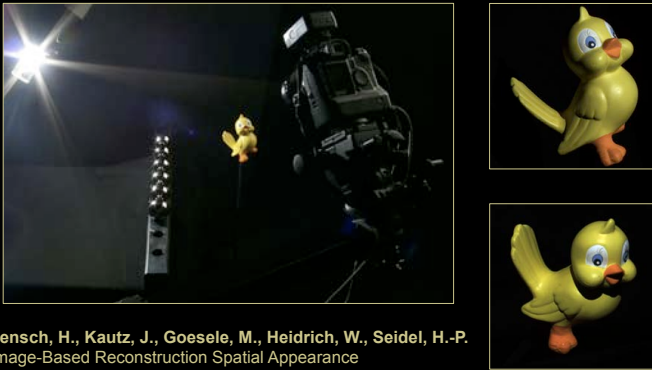 ensch, H., Kautz, J., Goesele, M., Heidrich, W., Seidel, H.-P.
mage-Based Reconstruction Spatial Appearance